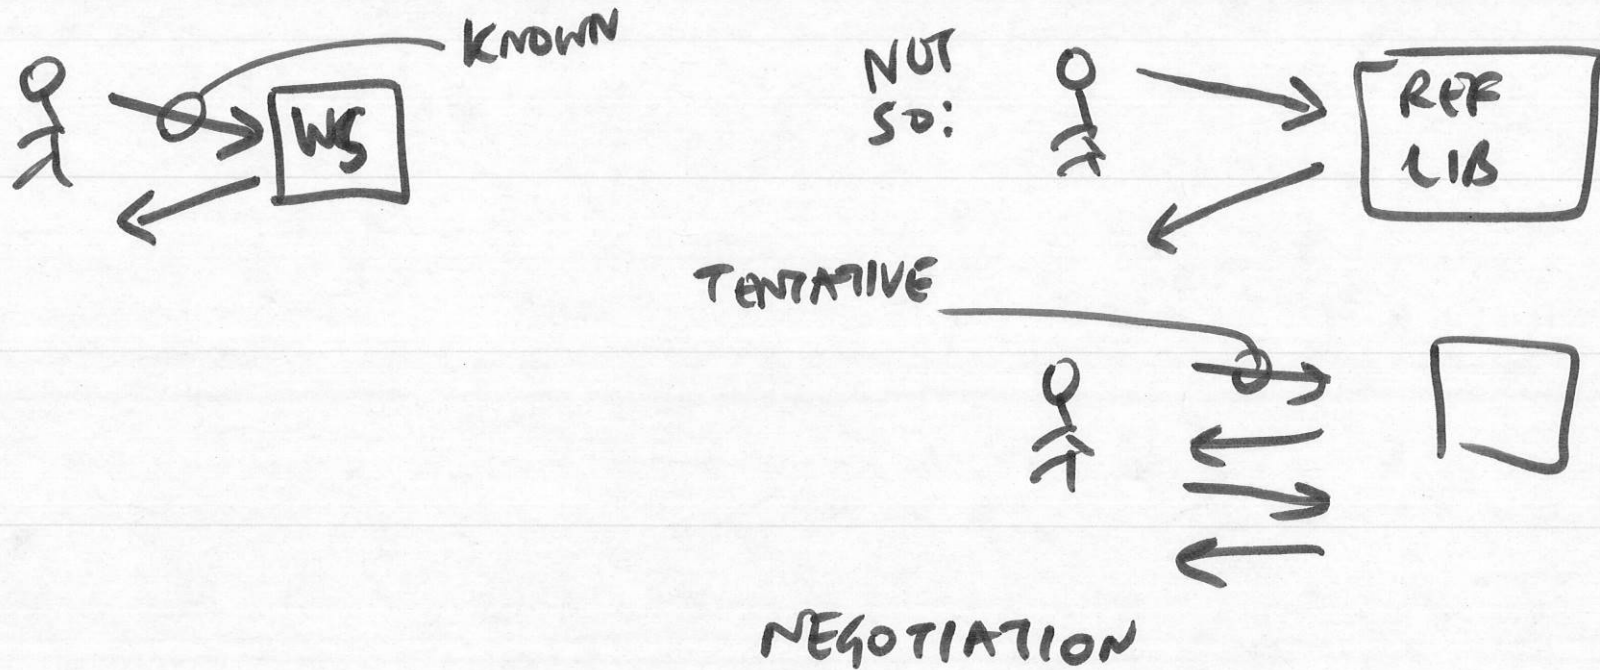 KNOWN
WS
NOT
SO:
REF
LIB
TENTATIVE
NEGOTIATION